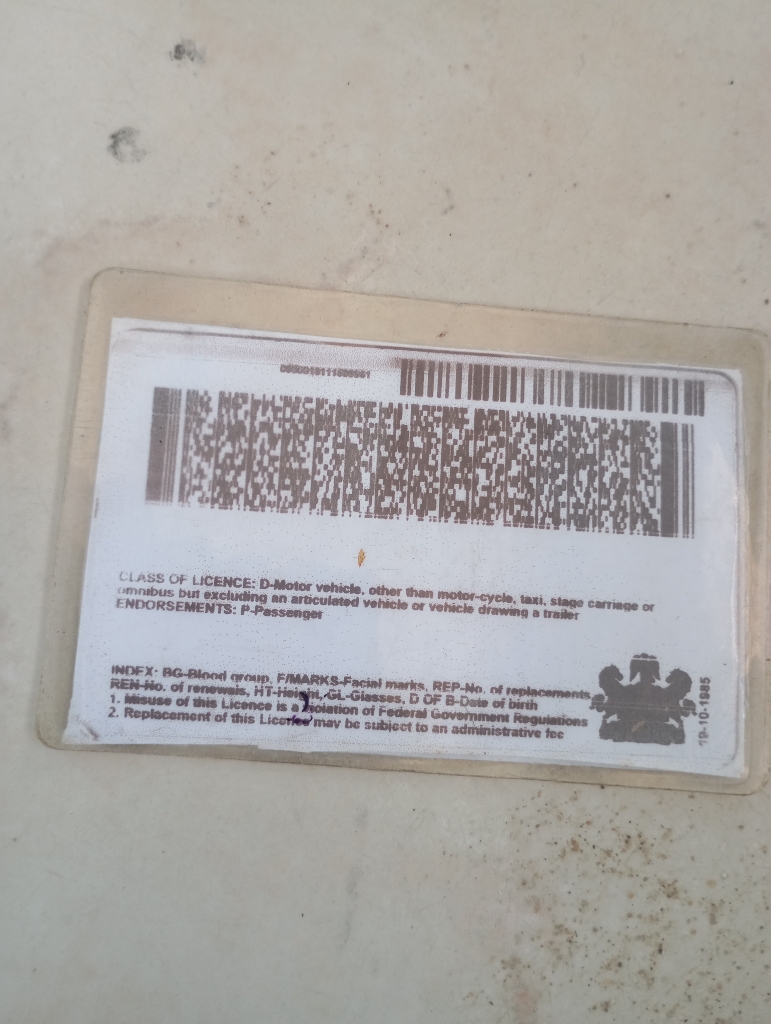 CLASS OF LICENCE: D-Motor vehicle, other than motor-cycle, taxi, stage carriage or
omnibus but excluding an articulated vehicle or vehicle drawing a trailer
ENDORSEMENTS: P-Passenger
INDEX: BG-Blood group, F/MARKS-Facial marks, REP-No. of replacements
REN-No. of renewals, HT-Height, GL-Glasses, D OF B-Date of birth
1. Misuse of this Licence is a violation of Federal Government Regulations
2. Replacement of this Licence may be subject to an administrative fee
19-10-1985